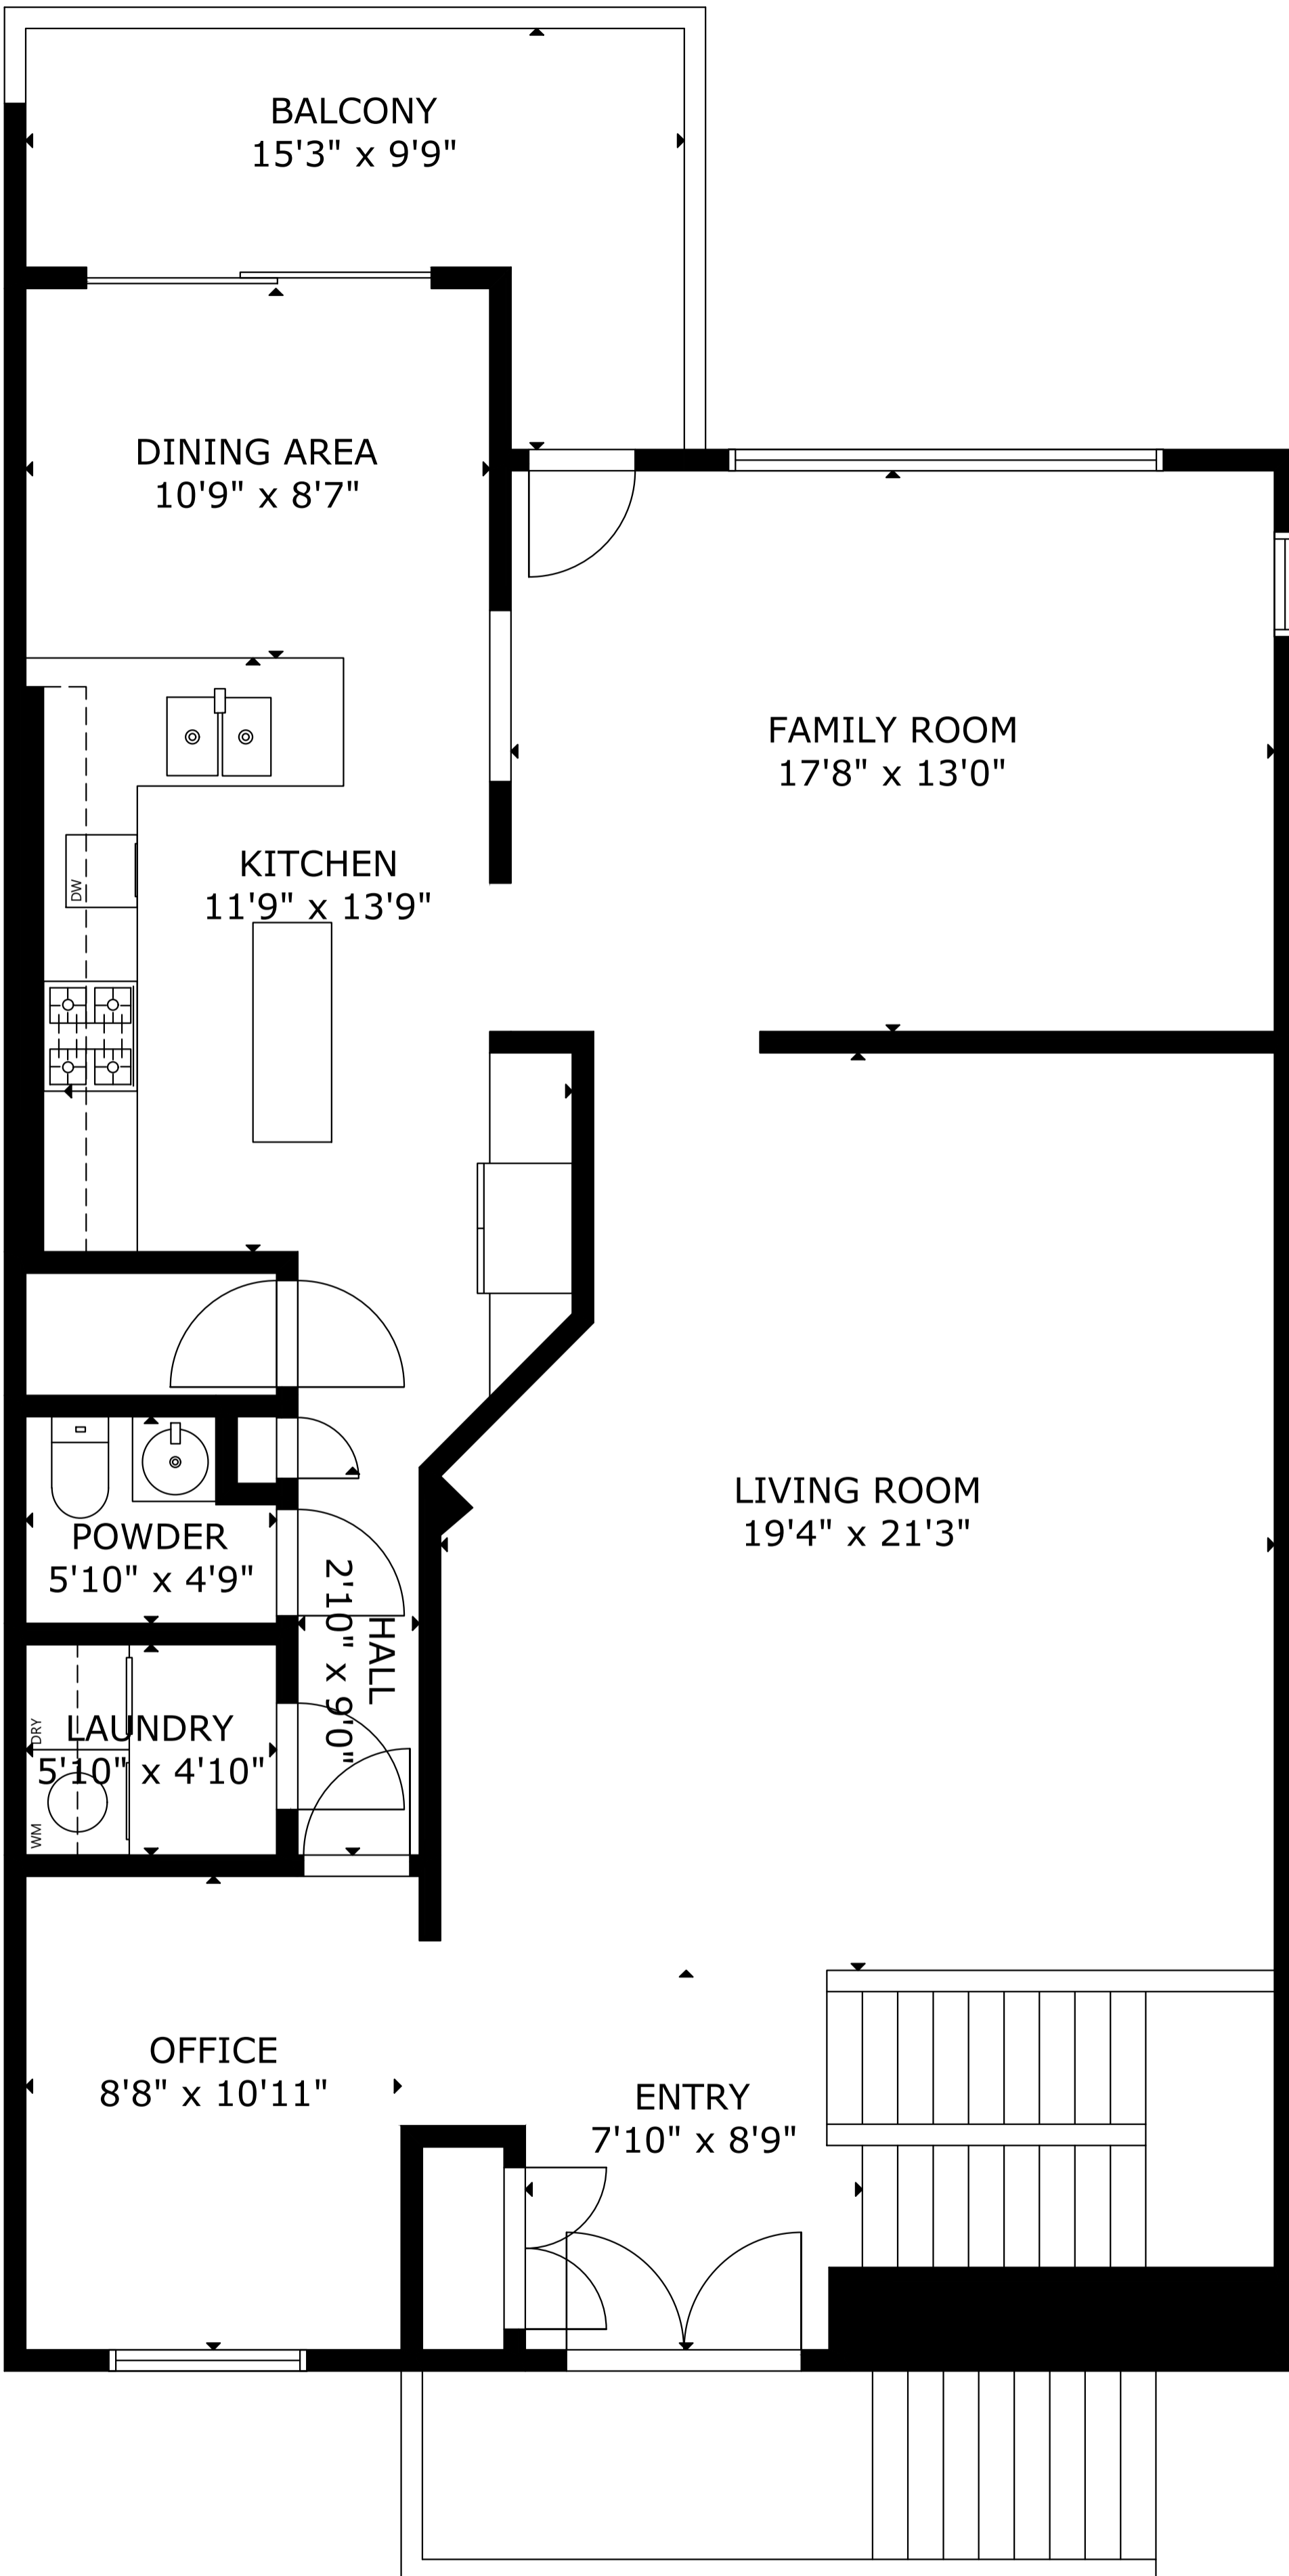 BALCONY
15'3" x 9'9"
DINING AREA
10'9" x 8'7"
FAMILY ROOM
17'8" x 13'0"
KITCHEN
11'9" x 13'9"
DW
LIVING ROOM
19'4" x 21'3"
POWDER
5'10" x 4'9"
HALL
2'10" x 9'0"
LAUNDRY
5'10" x 4'10"
DRY
WM
OFFICE
8'8" x 10'11"
ENTRY
7'10" x 8'9"